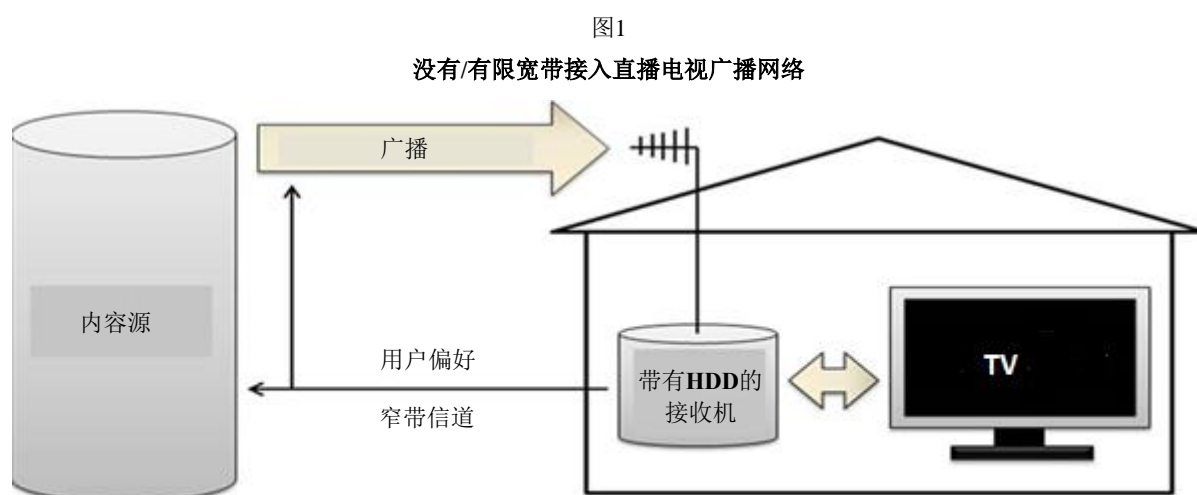 图1
没有/有限宽带接入直播电视广播网络
广播
内容源
用户偏好
窄带信道
带有HDD的
接收机
TV